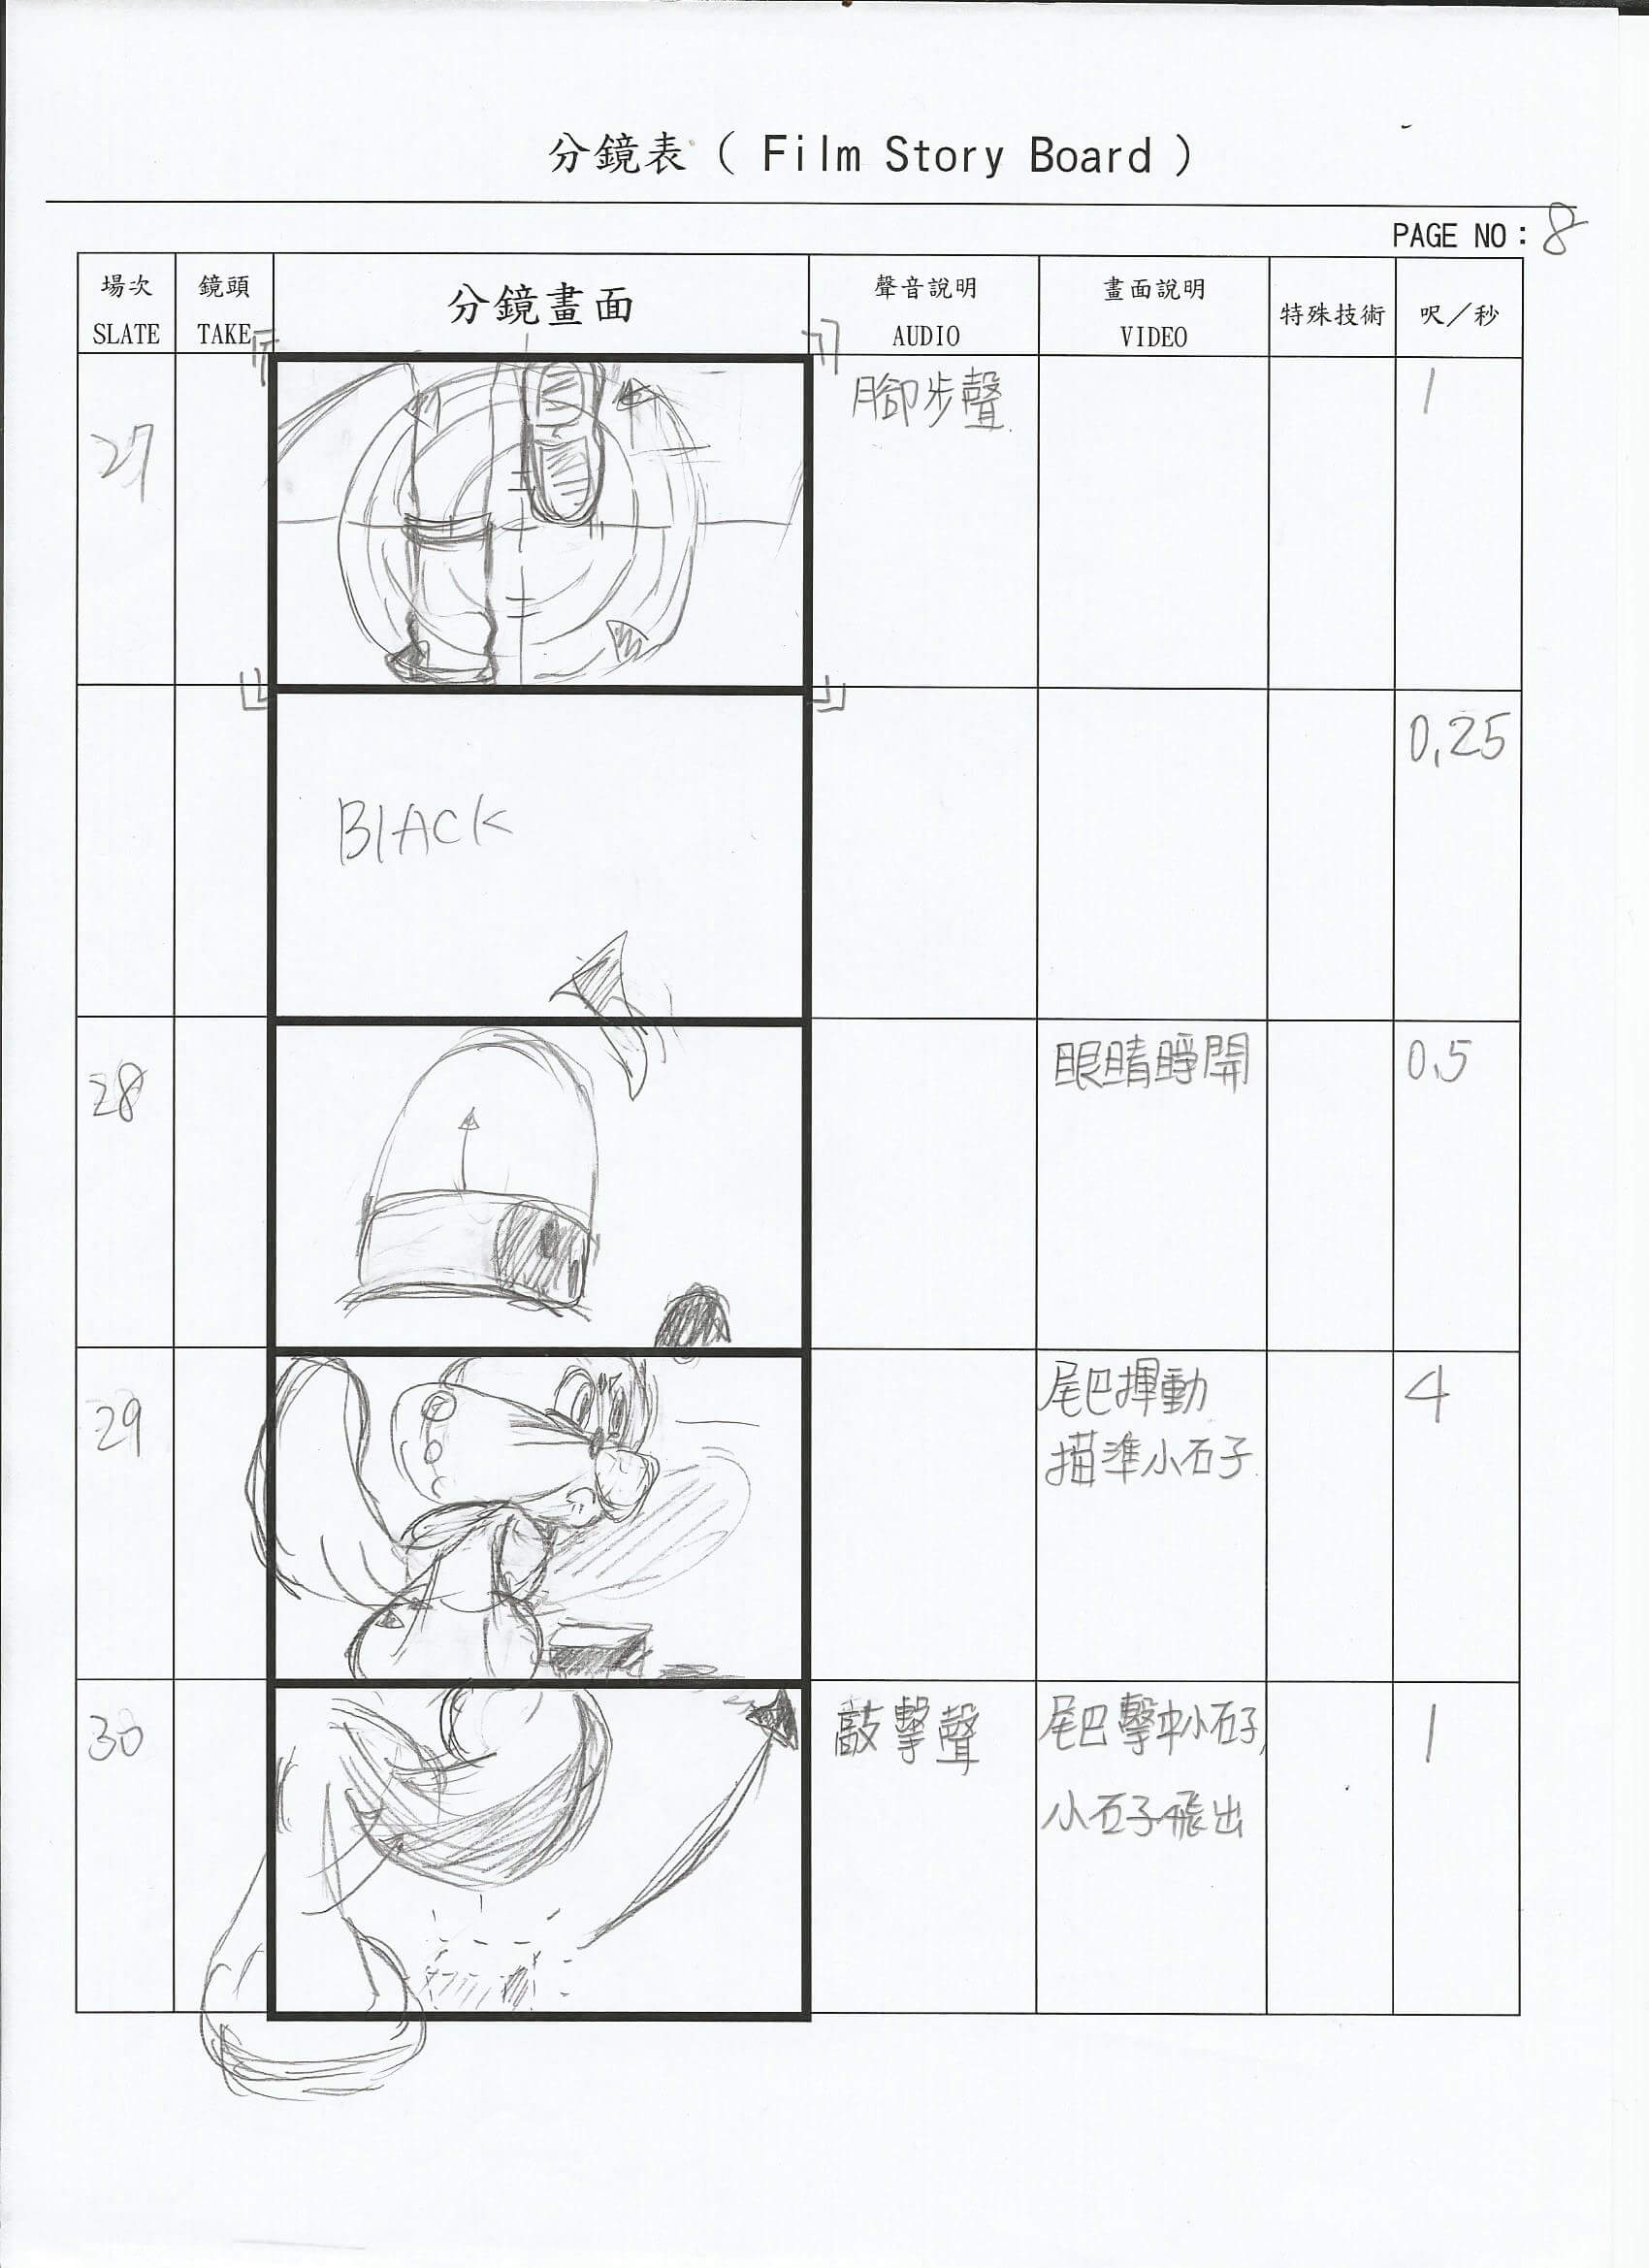 分鏡表 ( Film Story Board )
PAGE NO: 8
場次 鏡頭 分鏡畫面 聲音說明 畫面說明 特殊技術 呎／秒
SLATE TAKE AUDIO VIDEO
27 腳步聲 1
BlACK 0.25
28 眼睛睜開 0.5
29 尾巴揮動 4
描準小石子
30 敲擊聲 尾巴擊中小石子, 1
小石子飛出